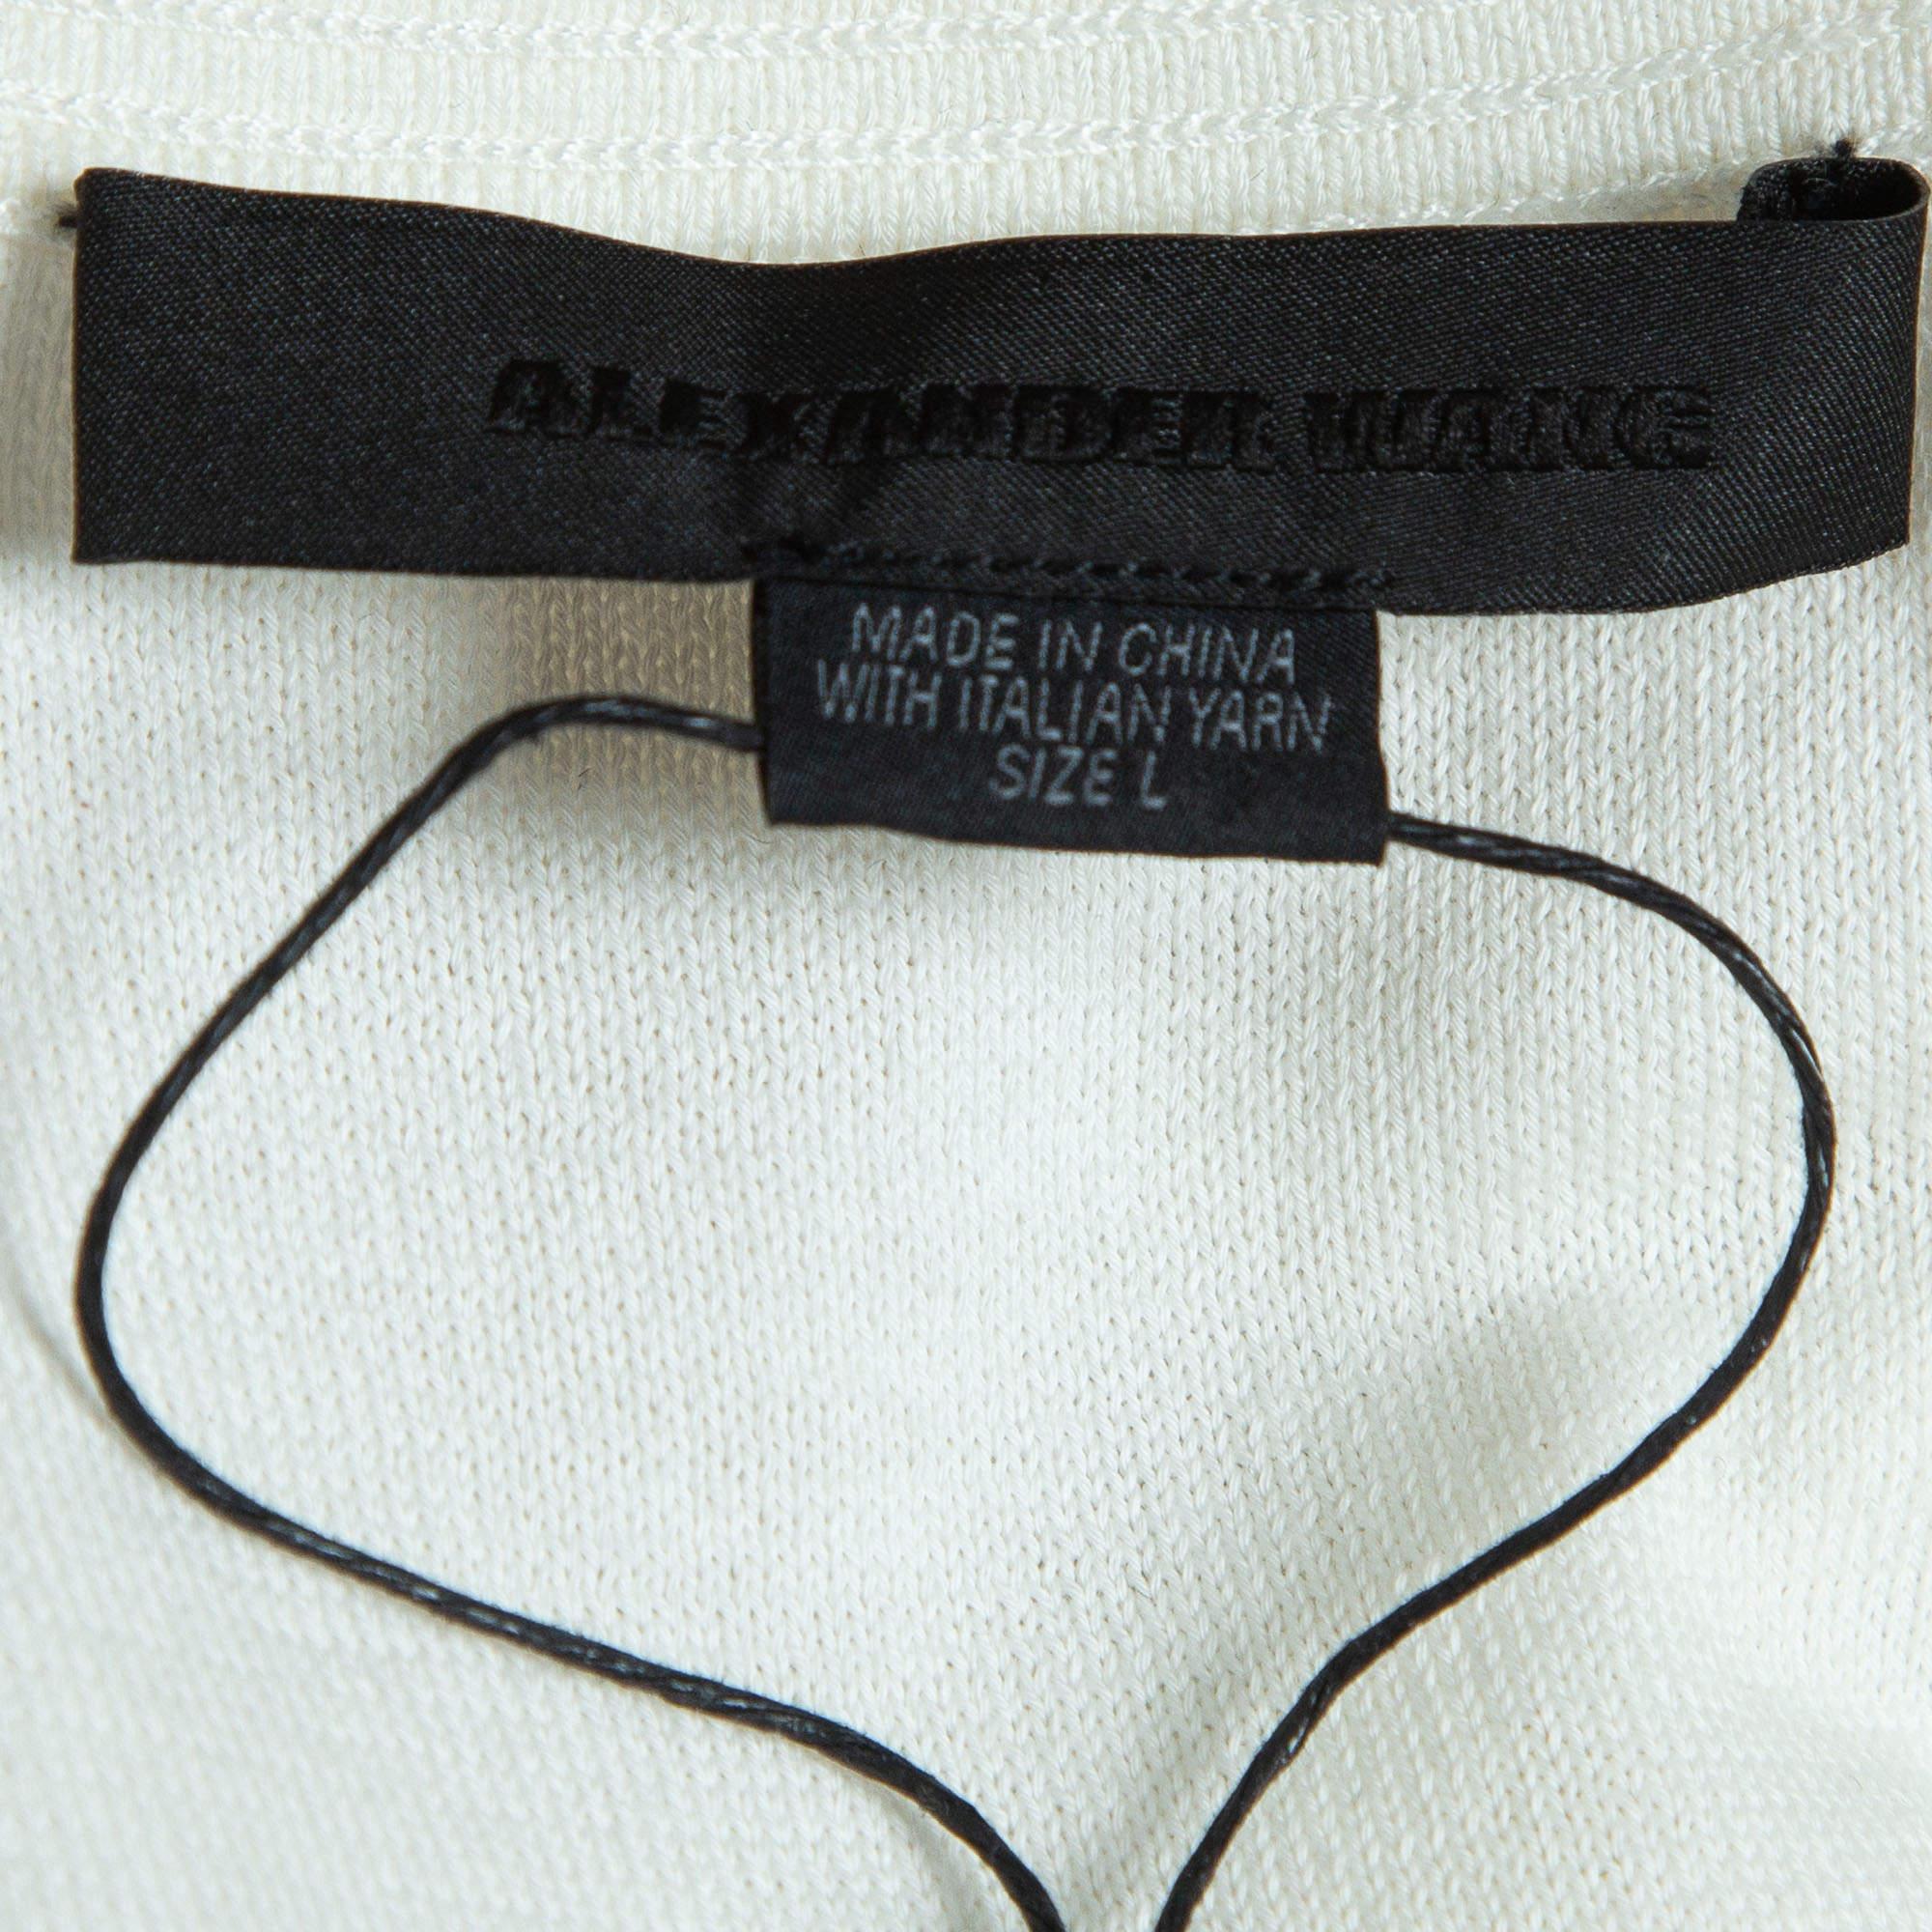 ALEXANDER WANG
MADE IN CHINA
WITH ITALIAN YARN
SIZE L